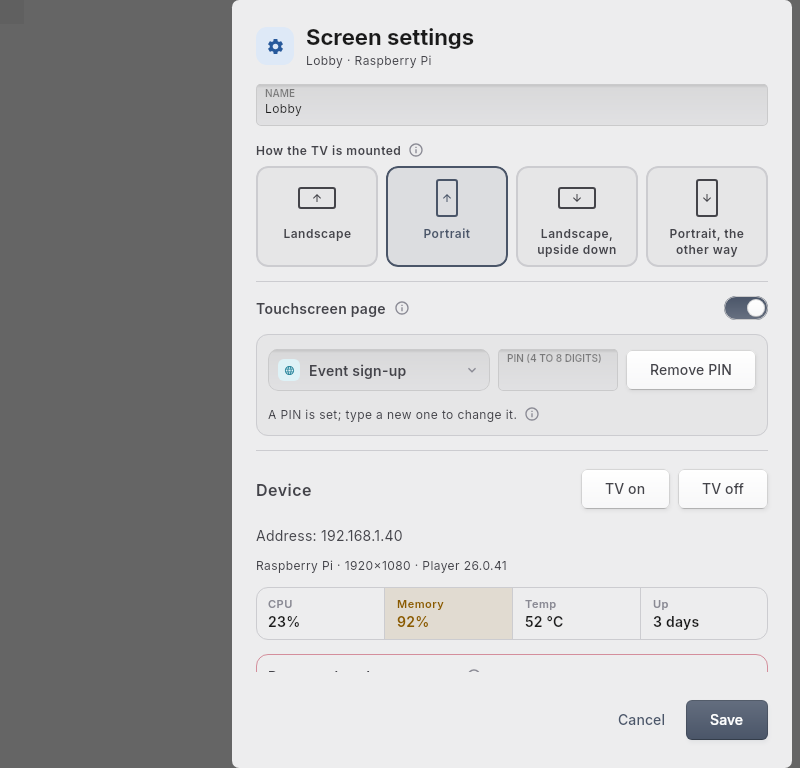 Screen settings
Lobby · Raspberry Pi
NAME
Lobby
How the TV is mounted
Landscape
Portrait
Landscape,
upside down
Portrait, the
other way
Touchscreen page
Event sign-up
PIN (4 TO 8 DIGITS)
Remove PIN
A PIN is set; type a new one to change it.
Device
TV on
TV off
Address: 192.168.1.40
Raspberry Pi · 1920×1080 · Player 26.0.41
CPU
23%
Memory
92%
Temp
52 °C
Up
3 days
Cancel
Save